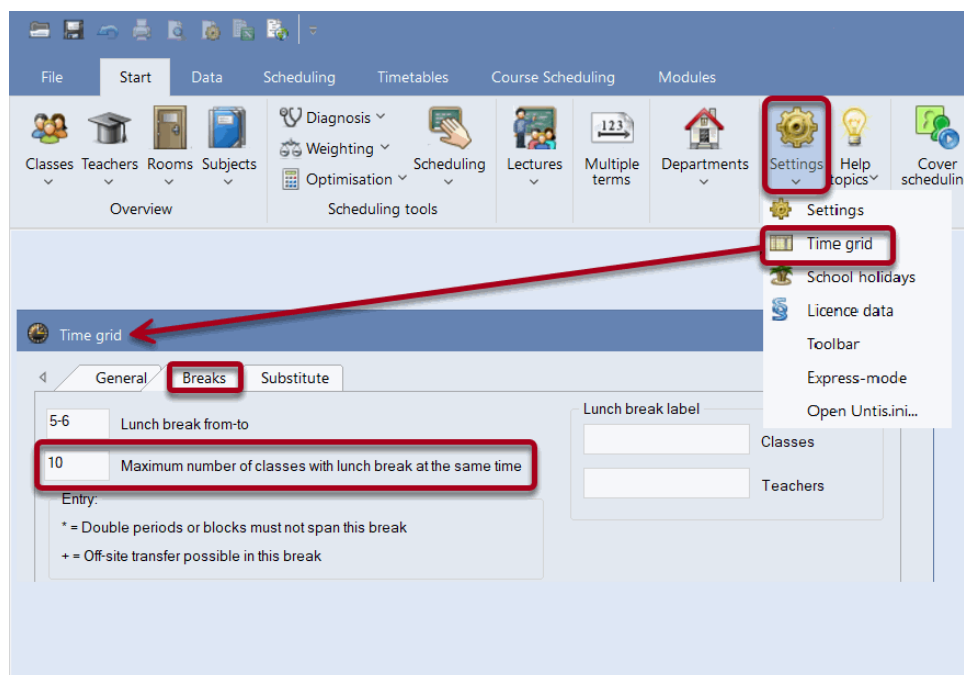 File Start Data Scheduling Timetables Course Scheduling Modules
Classes Teachers Rooms Subjects
Overview
Diagnosis
Weighting
Optimisation
Scheduling
Scheduling tools
Lectures
123
Multiple
terms
Departments
Settings
Help
topics
Cover
schedulin
Settings
Time grid
School holidays
Licence data
Toolbar
Express-mode
Open Untis.ini...
Time grid
General Breaks Substitute
5-6 Lunch break from-to
10 Maximum number of classes with lunch break at the same time
Entry:
* = Double periods or blocks must not span this break
+ = Off-site transfer possible in this break
Lunch break label
Classes
Teachers